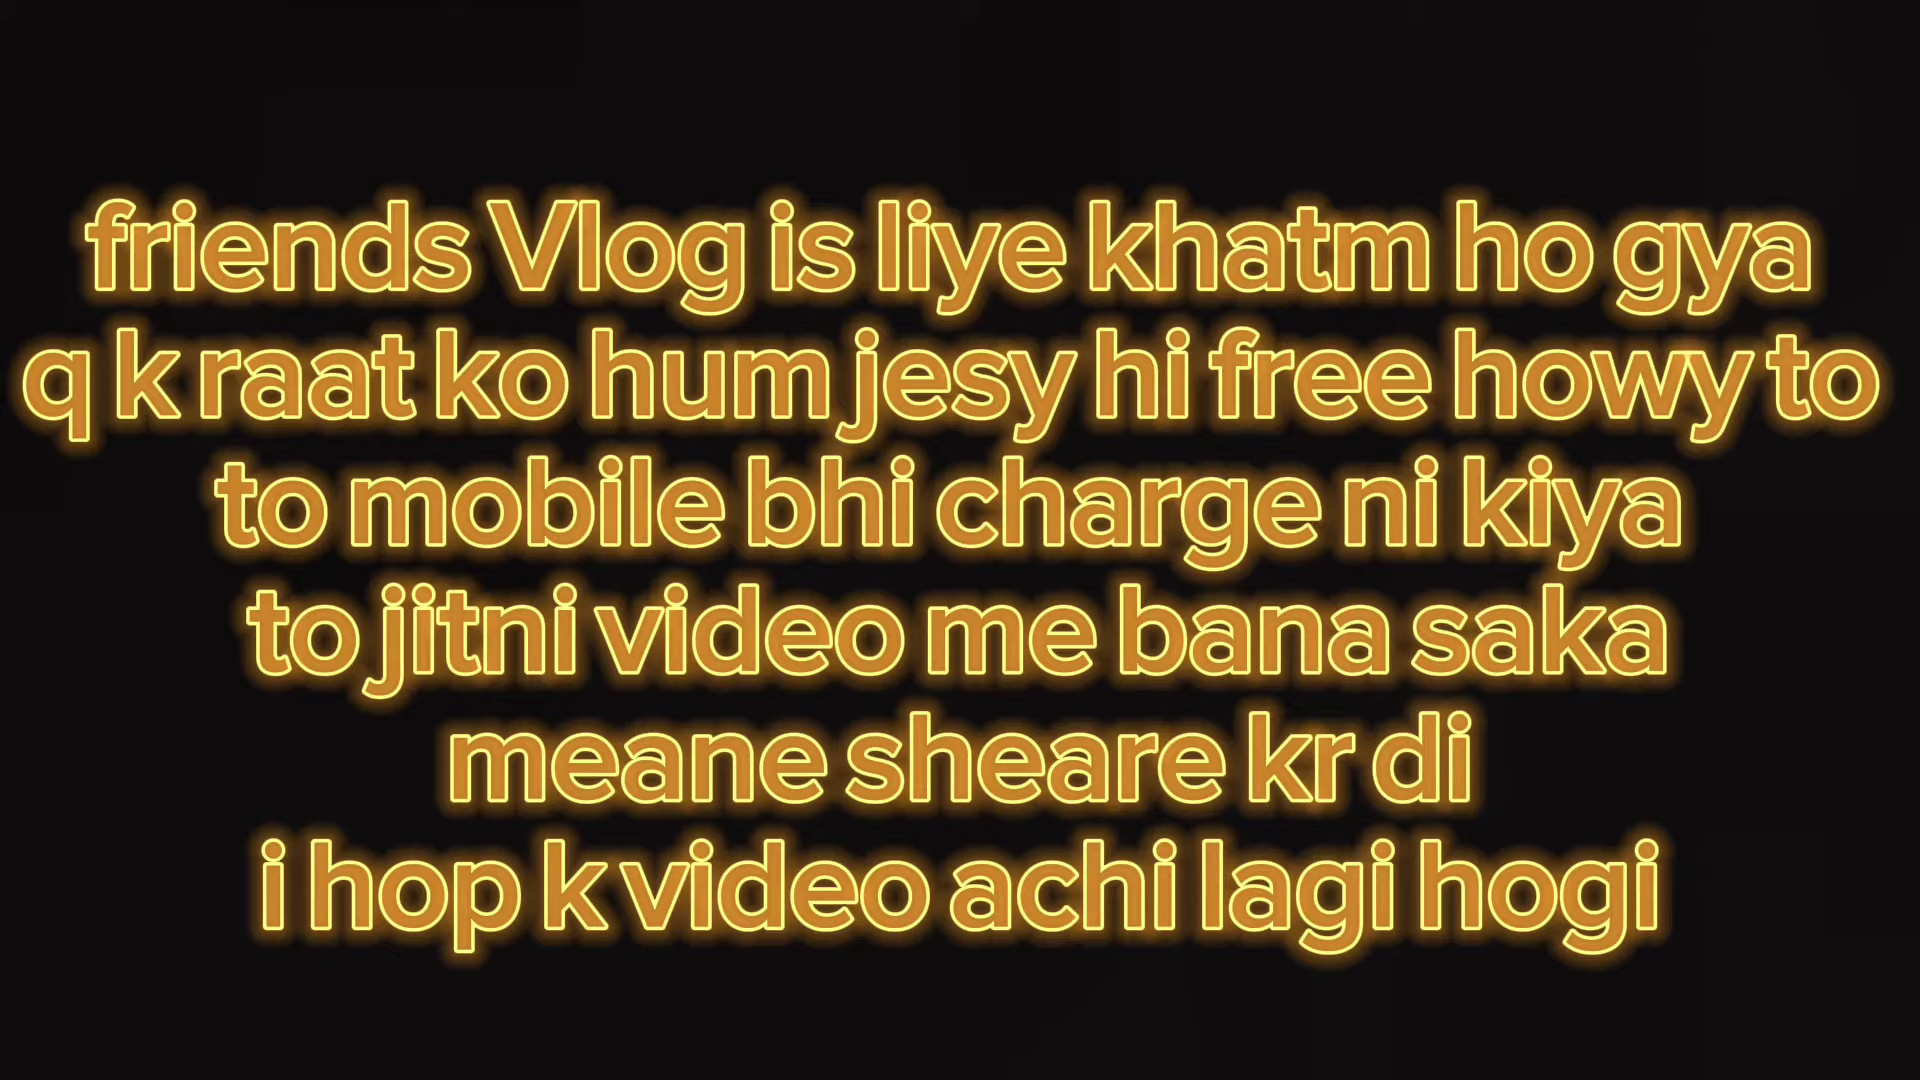 friends Vlog is liye khatm ho gya
q k raat ko hum jesy hi free howy to
to mobile bhi charge ni kiya
to jitni video me bana saka
meane sheare kr di
i hop k video achi lagi hogi